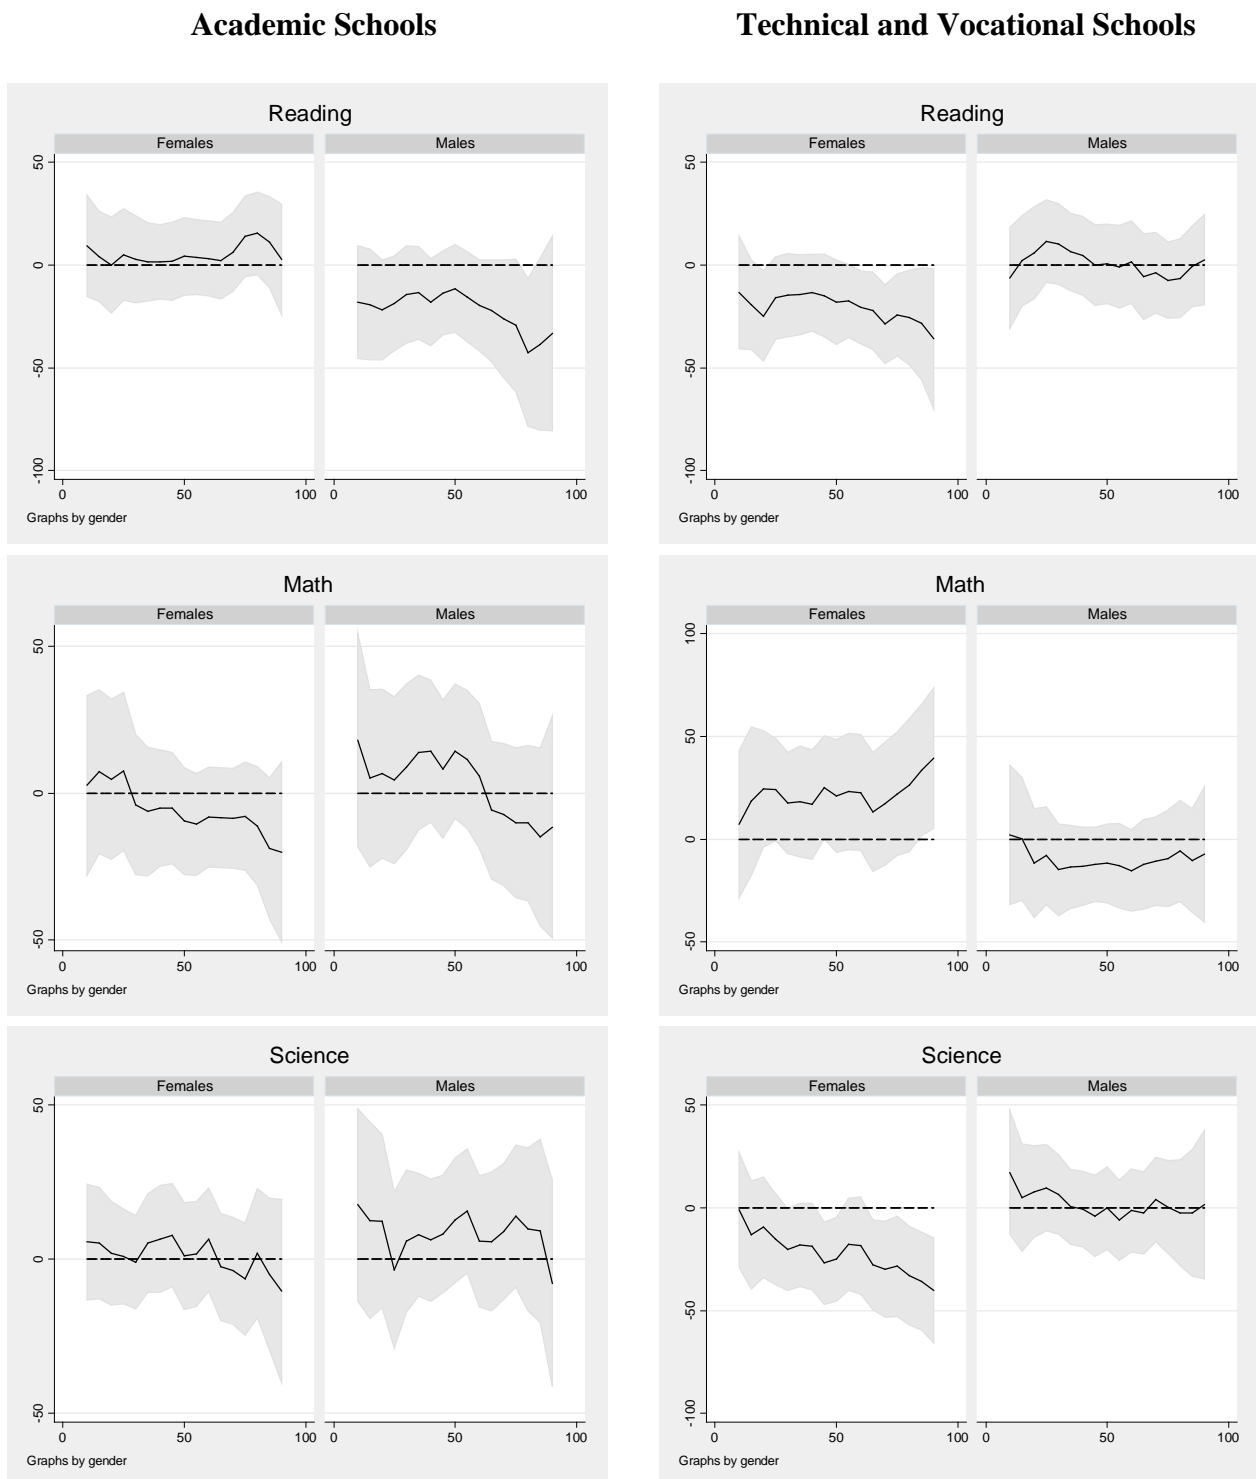 Academic Schools
Technical and Vocational Schools
Reading
Females Males
50
0
-50
-100
0 50 100 0 50 100
Graphs by gender
Reading
Females Males
50
0
-50
-100
0 50 100 0 50 100
Graphs by gender
Math
Females Males
50
0
-50
0 50 100 0 50 100
Graphs by gender
Math
Females Males
100
50
0
-50
0 50 100 0 50 100
Graphs by gender
Science
Females Males
50
0
-50
0 50 100 0 50 100
Graphs by gender
Science
Females Males
50
0
-50
-100
0 50 100 0 50 100
Graphs by gender